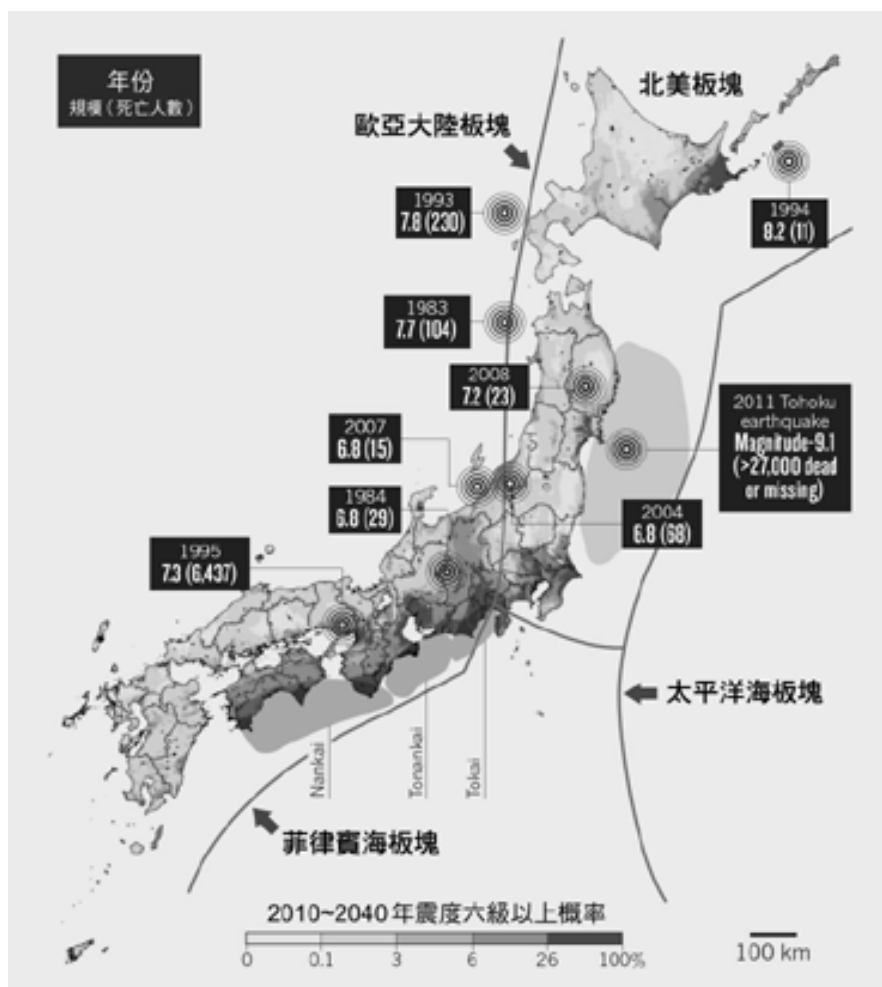 年份
規模(死亡人數)
北美板塊
歐亞大陸板塊
1993
7.8 (230)
1994
8.2 (11)
1983
7.7 (104)
2008
7.2 (23)
2011 Tohoku
earthquake
Magnitude-9.1
(>27,000 dead
or missing)
2007
6.8 (15)
1984
6.8 (29)
2004
6.8 (68)
1995
7.3 (6,437)
太平洋海板塊
Nankai
Tonankai
Tokai
菲律賓海板塊
2010~2040年震度六級以上概率
0 0.1 3 6 26 100%
100 km